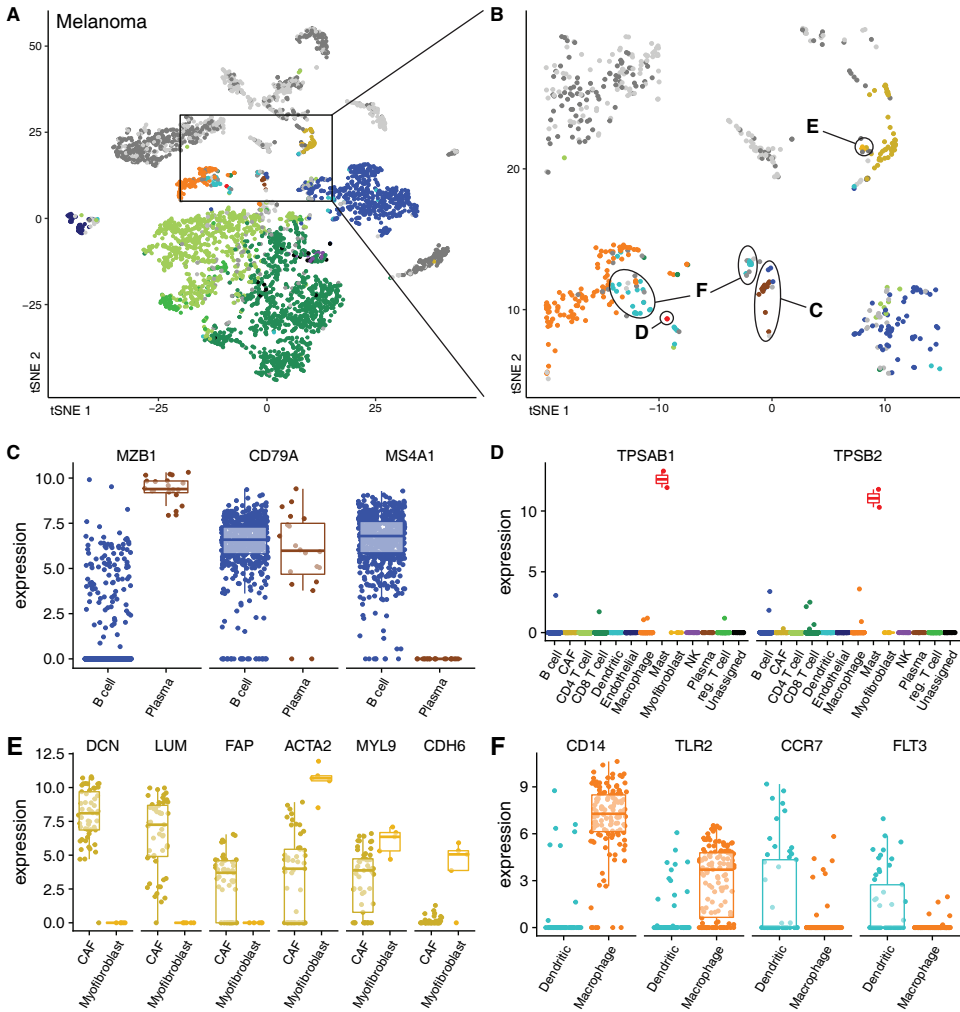 A
Melanoma
50
25
0
−25
tSNE 2
tSNE 1
−25
0
25
B
20
10
tSNE 2
tSNE 1
−10
0
10
E
F
D
C
C
MZB1
CD79A
MS4A1
expression
10.0
7.5
5.0
2.5
0.0
B cell
Plasma
B cell
Plasma
B cell
Plasma
D
TPSAB1
TPSB2
expression
10
5
0
B cell
CAF
CD4 T cell
CD8 T cell
Dendritic
Endothelial
Macrophage
Mast
Myofibroblast
NK
Plasma
reg. T cell
Unassigned
B cell
CAF
CD4 T cell
CD8 T cell
Dendritic
Endothelial
Macrophage
Mast
Myofibroblast
NK
Plasma
reg. T cell
Unassigned
E
DCN
LUM
FAP
ACTA2
MYL9
CDH6
expression
12.5
10.0
7.5
5.0
2.5
0.0
CAF
Myofibroblast
CAF
Myofibroblast
CAF
Myofibroblast
CAF
Myofibroblast
CAF
Myofibroblast
CAF
Myofibroblast
F
CD14
TLR2
CCR7
FLT3
expression
9
6
3
0
Dendritic
Macrophage
Dendritic
Macrophage
Dendritic
Macrophage
Dendritic
Macrophage